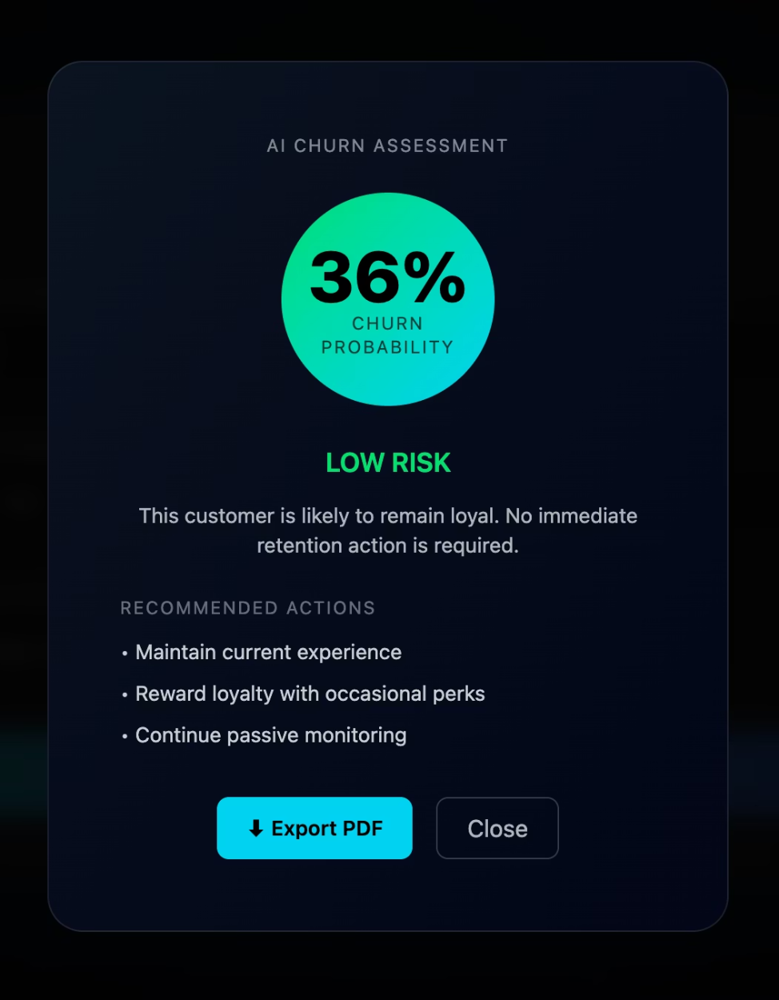 AI CHURN ASSESSMENT
36%
CHURN
PROBABILITY
LOW RISK
This customer is likely to remain loyal. No immediate
retention action is required.
RECOMMENDED ACTIONS
• Maintain current experience
• Reward loyalty with occasional perks
• Continue passive monitoring
⬇ Export PDF
Close